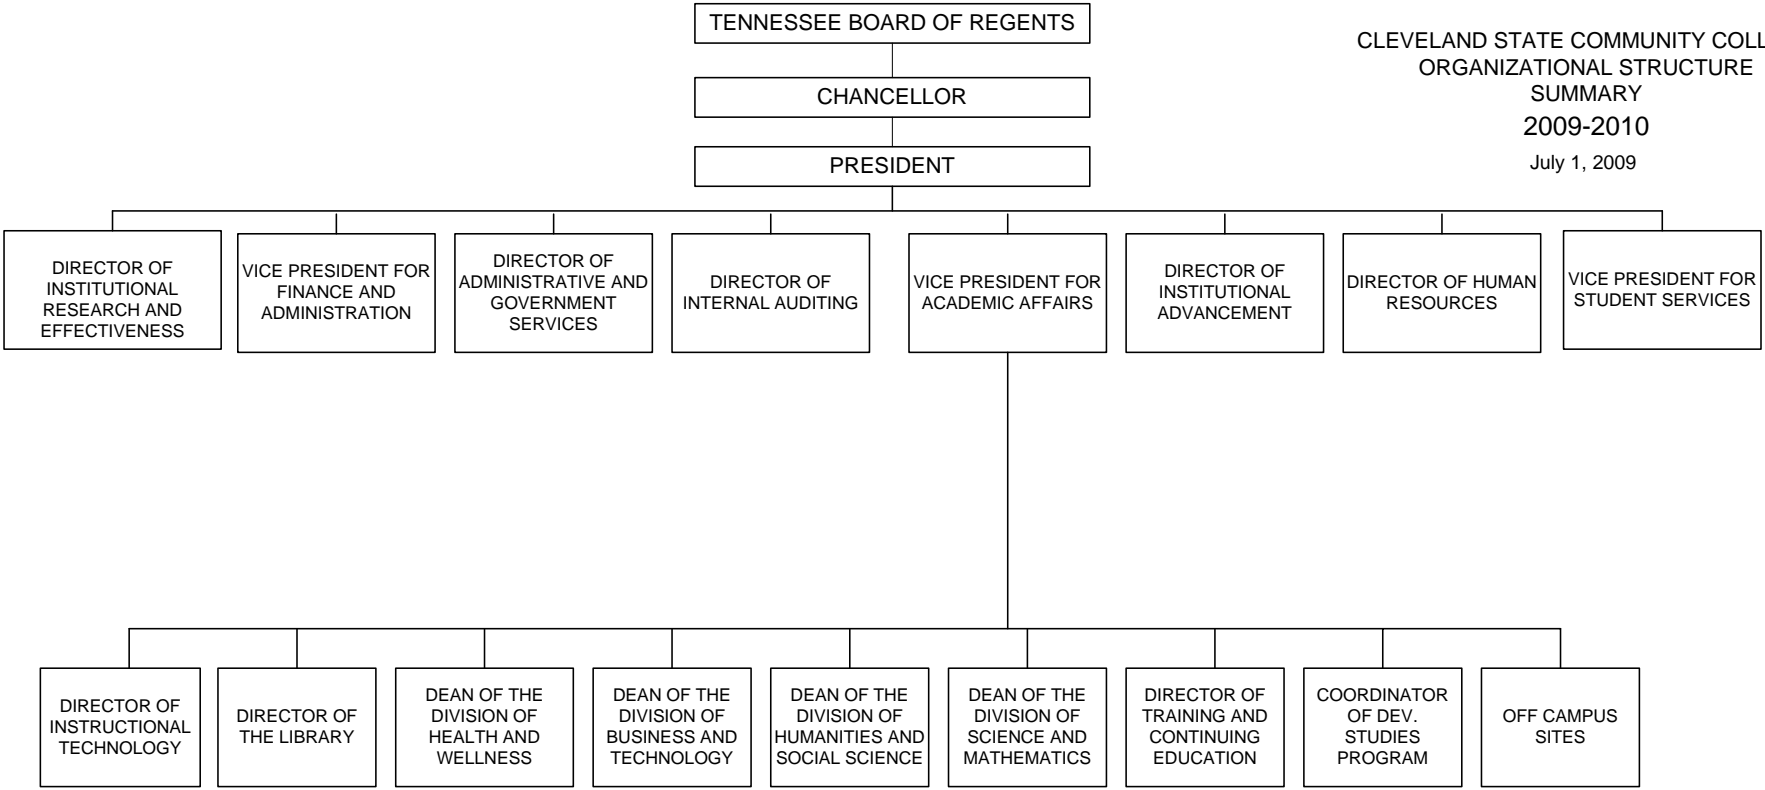 TENNESSEE BOARD OF REGENTS
CHANCELLOR
PRESIDENT
CLEVELAND STATE COMMUNITY COLL
ORGANIZATIONAL STRUCTURE
SUMMARY
2009-2010
July 1, 2009
DIRECTOR OF
INSTITUTIONAL
RESEARCH AND
EFFECTIVENESS
VICE PRESIDENT FOR
FINANCE AND
ADMINISTRATION
DIRECTOR OF
ADMINISTRATIVE AND
GOVERNMENT
SERVICES
DIRECTOR OF
INTERNAL AUDITING
VICE PRESIDENT FOR
ACADEMIC AFFAIRS
DIRECTOR OF
INSTITUTIONAL
ADVANCEMENT
DIRECTOR OF HUMAN
RESOURCES
VICE PRESIDENT FOR
STUDENT SERVICES
DIRECTOR OF
INSTRUCTIONAL
TECHNOLOGY
DIRECTOR OF
THE LIBRARY
DEAN OF THE
DIVISION OF
HEALTH AND
WELLNESS
DEAN OF THE
DIVISION OF
BUSINESS AND
TECHNOLOGY
DEAN OF THE
DIVISION OF
HUMANITIES AND
SOCIAL SCIENCE
DEAN OF THE
DIVISION OF
SCIENCE AND
MATHEMATICS
DIRECTOR OF
TRAINING AND
CONTINUING
EDUCATION
COORDINATOR
OF DEV.
STUDIES
PROGRAM
OFF CAMPUS
SITES